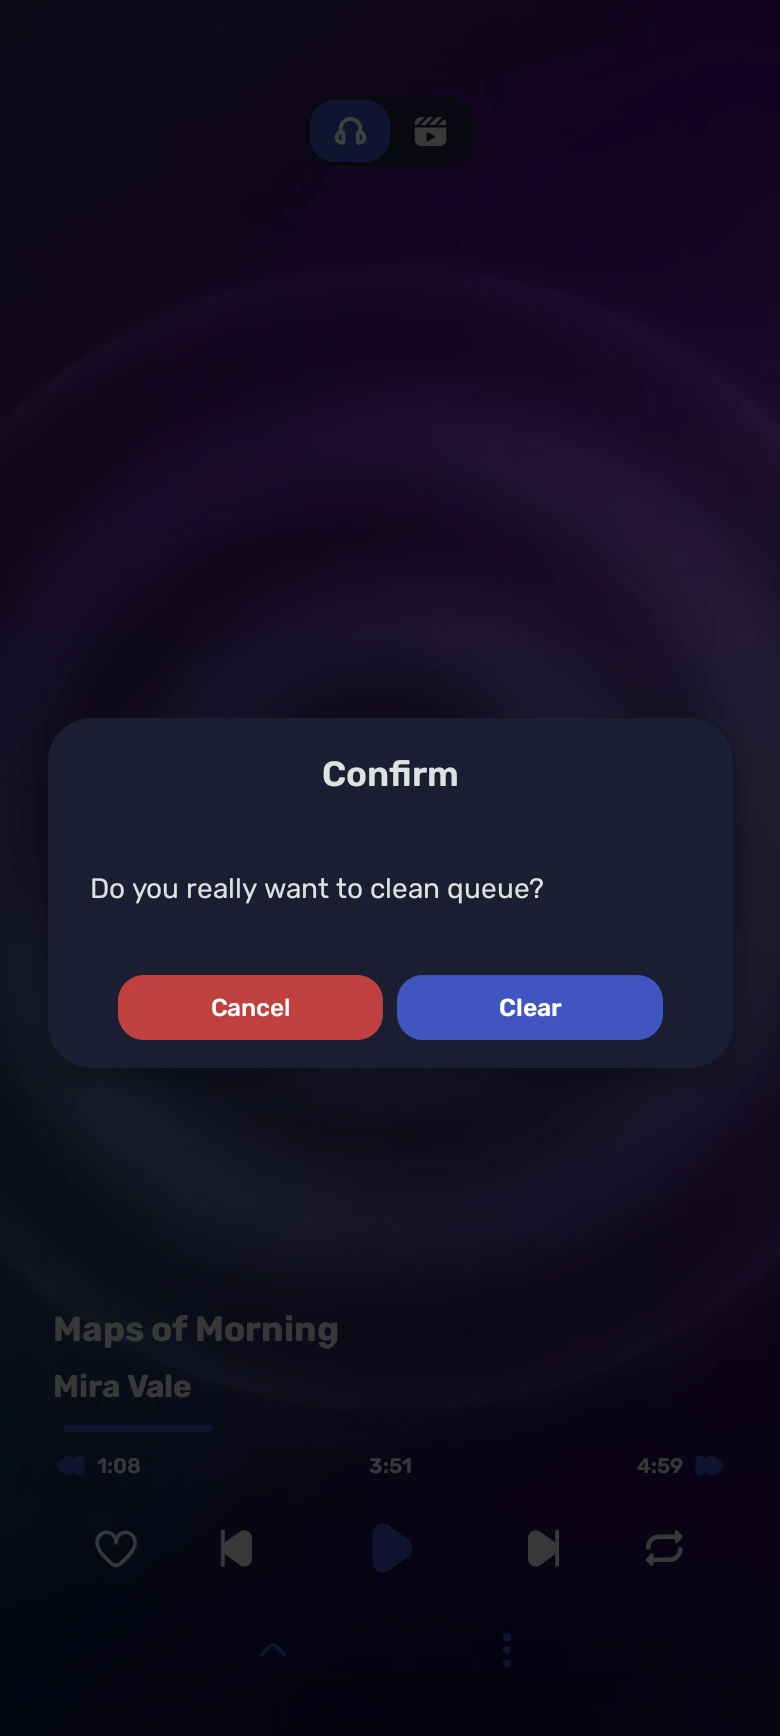 Confirm
Do you really want to clean queue?
Cancel Clear
Maps of Morning
Mira Vale
1:08 3:51 4:59